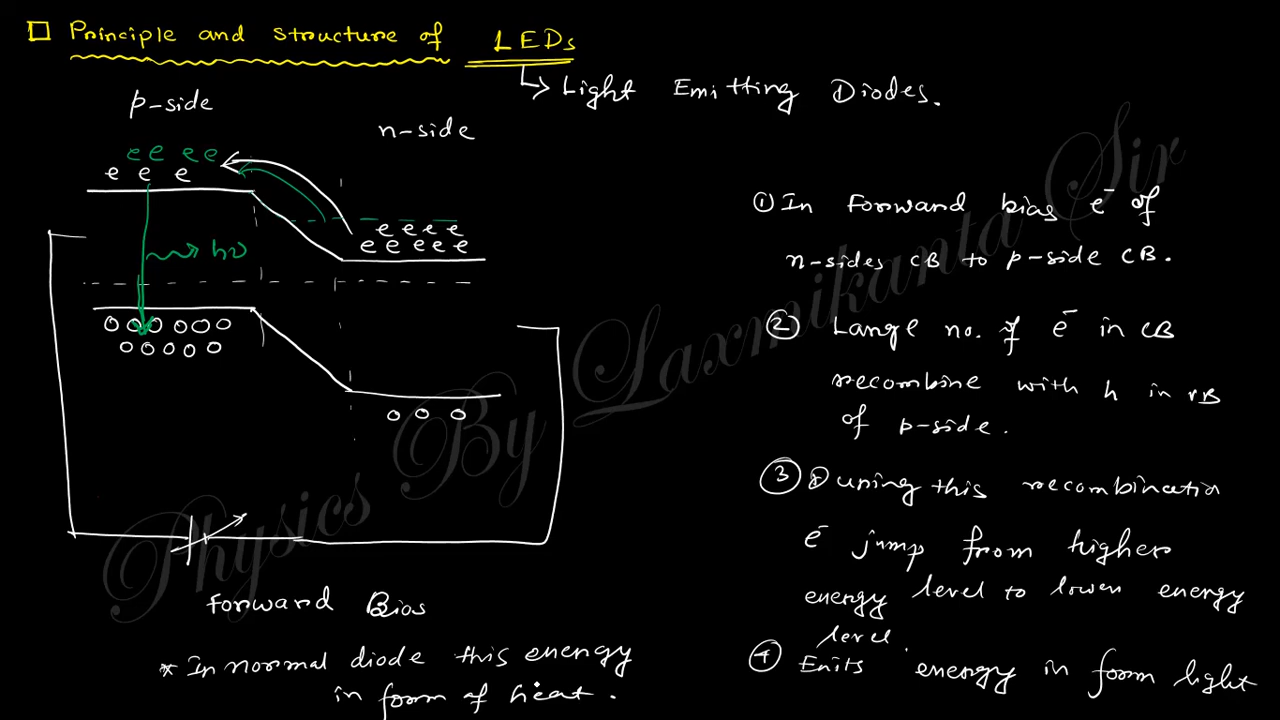 Principle and structure of LEDs
↳ Light Emitting Diodes.
p-side
n-side
e e e e
e e e
e e e e
e e e e e
hυ
① In Forward bias e⁻ of
n-sides CB to p-side CB.
② Large no. of e⁻ in CB
recombine with h in VB
of p-side.
③ During this recombination
e⁻ jump from higher
energy level to lower energy
level.
④ Emits energy in form light
Forward Bias
* In normal diode this energy
in form of heat.
Physics By Laxmikanta Sir